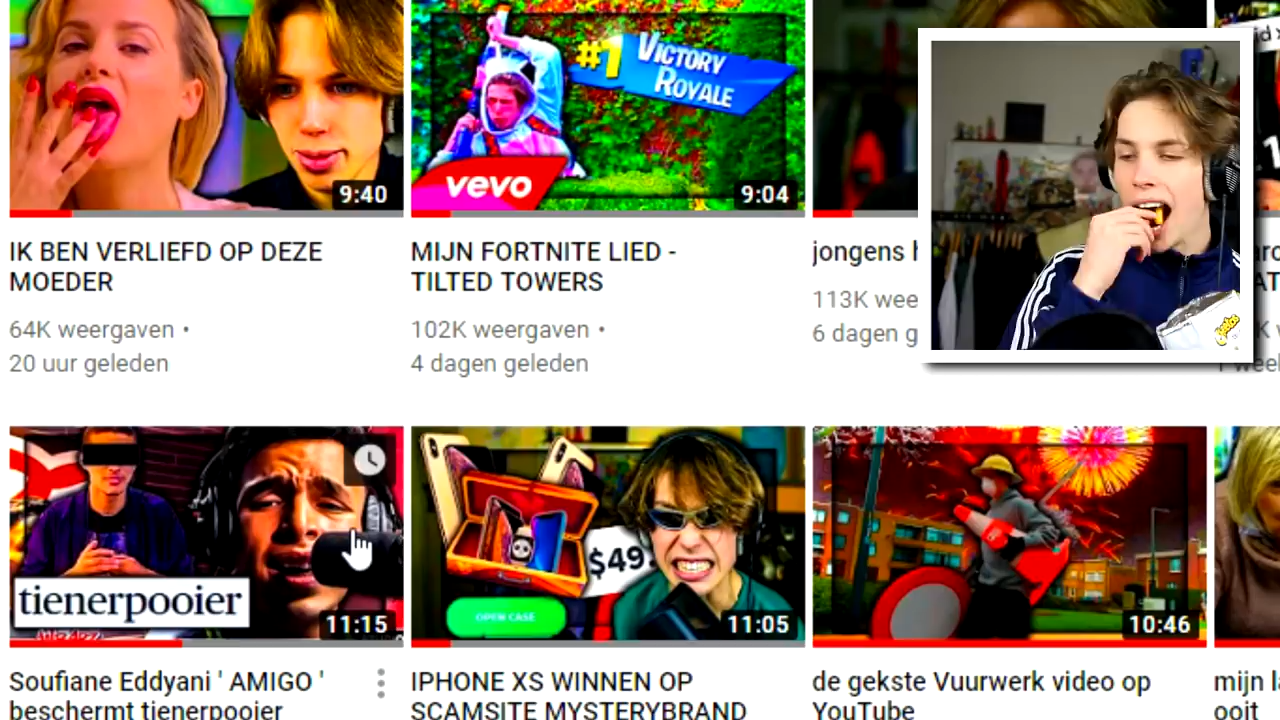 9:40
#1 VICTORY
ROYALE
vevo
9:04
IK BEN VERLIEFD OP DEZE
MOEDER
64K weergaven •
20 uur geleden
MIJN FORTNITE LIED -
TILTED TOWERS
102K weergaven •
4 dagen geleden
jongens
113K wee
6 dagen g
Cheetos
tienerpooier
11:15
$49
OPEN CASE
11:05
10:46
Soufiane Eddyani ' AMIGO '
beschermt tienerpooier
IPHONE XS WINNEN OP
SCAMSITE MYSTERYBRAND
de gekste Vuurwerk video op
YouTube
mijn
ooit